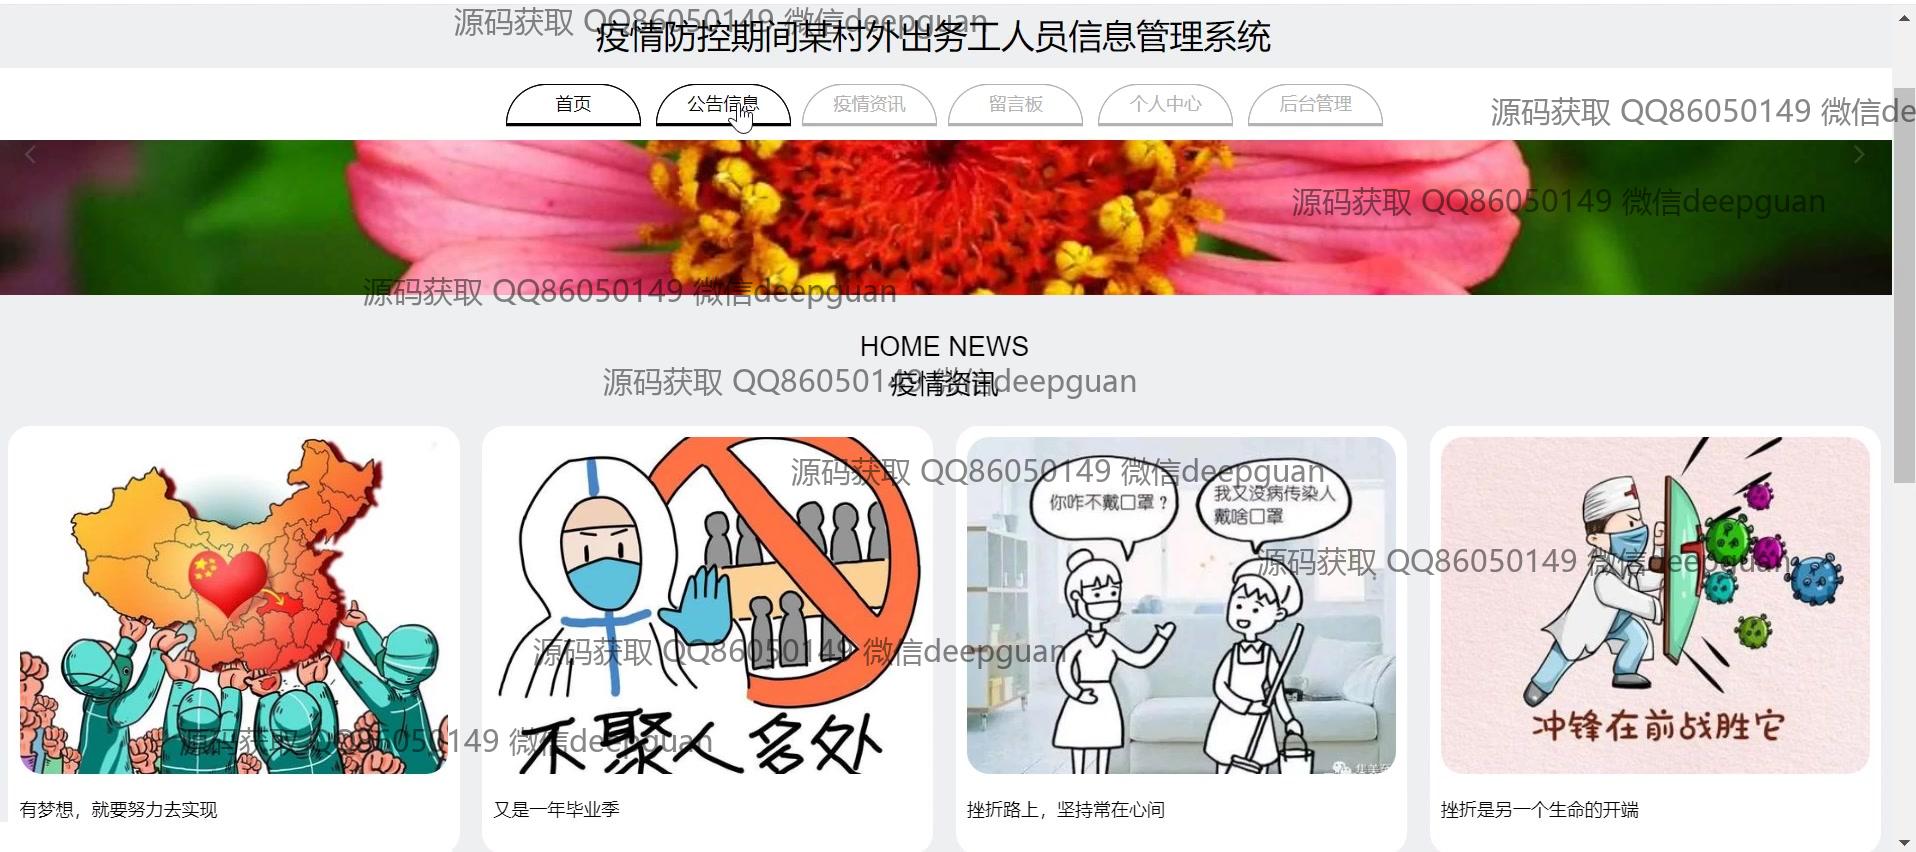 源码获取 QQ86050149 微信deepguan
疫情防控期间某村外出务工人员信息管理系统
首页 公告信息 疫情资讯 留言板 个人中心 后台管理
源码获取 QQ86050149 微信de
源码获取 QQ86050149 微信deepguan
源码获取 QQ86050149 微信deepguan
HOME NEWS
疫情资讯
源码获取 QQ86050149 微信deepguan
源码获取 QQ86050149 微信deepguan
你咋不戴口罩？
我又没病传染人
戴啥口罩
源码获取 QQ86050149 微信deepguan
源码获取 QQ86050149 微信deepguan
不聚人多处
冲锋在前战胜它
源码获取 QQ86050149 微信deepguan
有梦想，就要努力去实现
又是一年毕业季
挫折路上，坚持常在心间
挫折是另一个生命的开端